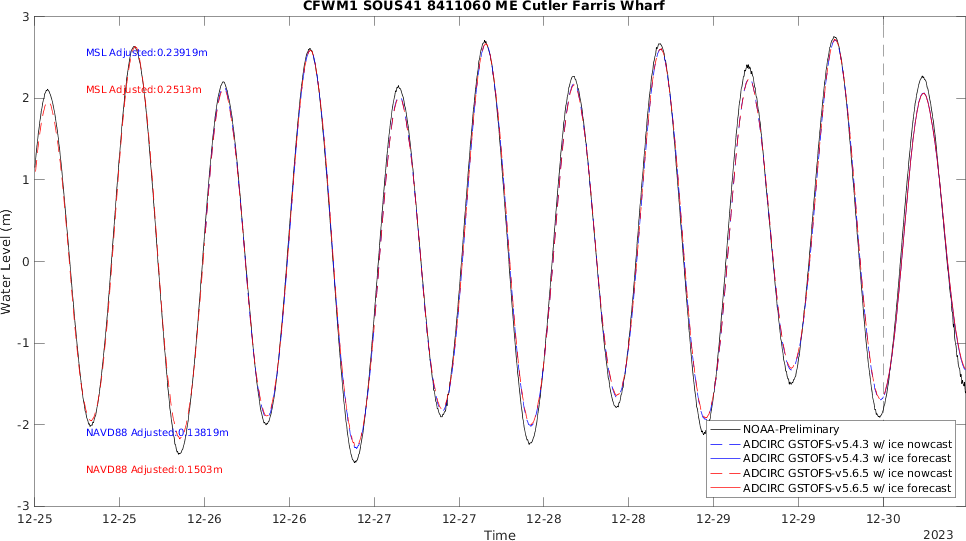 CFWM1 SOUS41 8411060 ME Cutler Farris Wharf
3
2
1
0
-1
-2
-3
Water Level (m)
MSL Adjusted:0.23919m
MSL Adjusted:0.2513m
NAVD88 Adjusted:0.13819m
NAVD88 Adjusted:0.1503m
NOAA-Preliminary
ADCIRC GSTOFS-v5.4.3 w/ ice nowcast
ADCIRC GSTOFS-v5.4.3 w/ ice forecast
ADCIRC GSTOFS-v5.6.5 w/ ice nowcast
ADCIRC GSTOFS-v5.6.5 w/ ice forecast
12-25 12-25 12-26 12-26 12-27 12-27 12-28 12-28 12-29 12-29 12-30
Time
2023